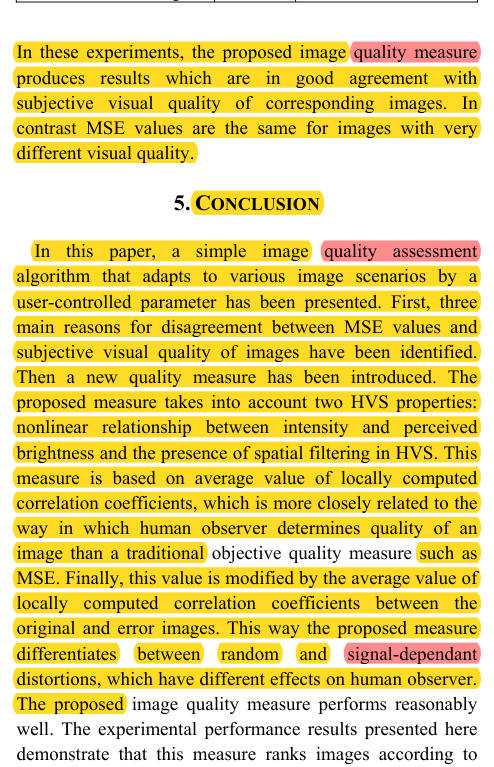 In these experiments, the proposed image quality measure
produces results which are in good agreement with
subjective visual quality of corresponding images. In
contrast MSE values are the same for images with very
different visual quality.
5. CONCLUSION
In this paper, a simple image quality assessment
algorithm that adapts to various image scenarios by a
user-controlled parameter has been presented. First, three
main reasons for disagreement between MSE values and
subjective visual quality of images have been identified.
Then a new quality measure has been introduced. The
proposed measure takes into account two HVS properties:
nonlinear relationship between intensity and perceived
brightness and the presence of spatial filtering in HVS. This
measure is based on average value of locally computed
correlation coefficients, which is more closely related to the
way in which human observer determines quality of an
image than a traditional objective quality measure such as
MSE. Finally, this value is modified by the average value of
locally computed correlation coefficients between the
original and error images. This way the proposed measure
differentiates between random and signal-dependant
distortions, which have different effects on human observer.
The proposed image quality measure performs reasonably
well. The experimental performance results presented here
demonstrate that this measure ranks images according to